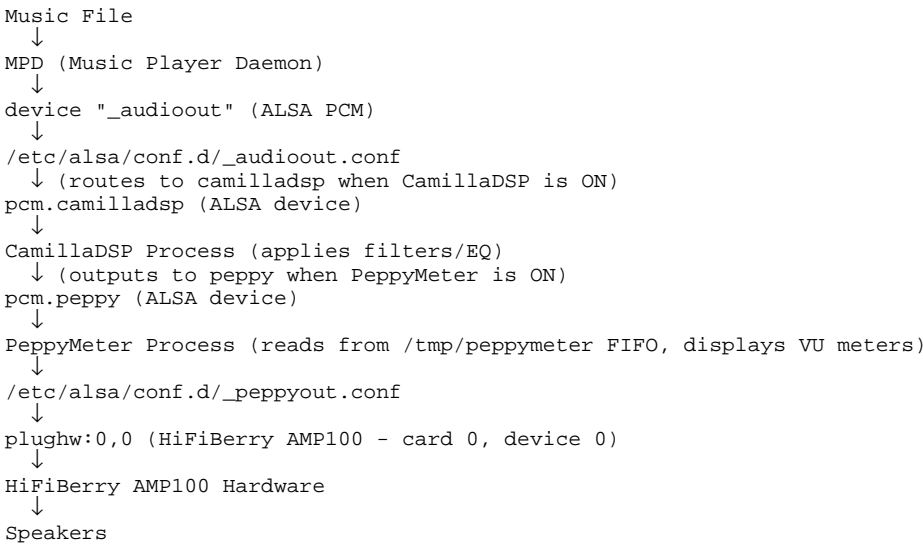 Music File
↓
MPD (Music Player Daemon)
↓
device "_audioout" (ALSA PCM)
↓
/etc/alsa/conf.d/_audioout.conf
↓ (routes to camilladsp when CamillaDSP is ON)
pcm.camilladsp (ALSA device)
↓
CamillaDSP Process (applies filters/EQ)
↓ (outputs to peppy when PeppyMeter is ON)
pcm.peppy (ALSA device)
↓
PeppyMeter Process (reads from /tmp/peppymeter FIFO, displays VU meters)
↓
/etc/alsa/conf.d/_peppyout.conf
↓
plughw:0,0 (HiFiBerry AMP100 - card 0, device 0)
↓
HiFiBerry AMP100 Hardware
↓
Speakers